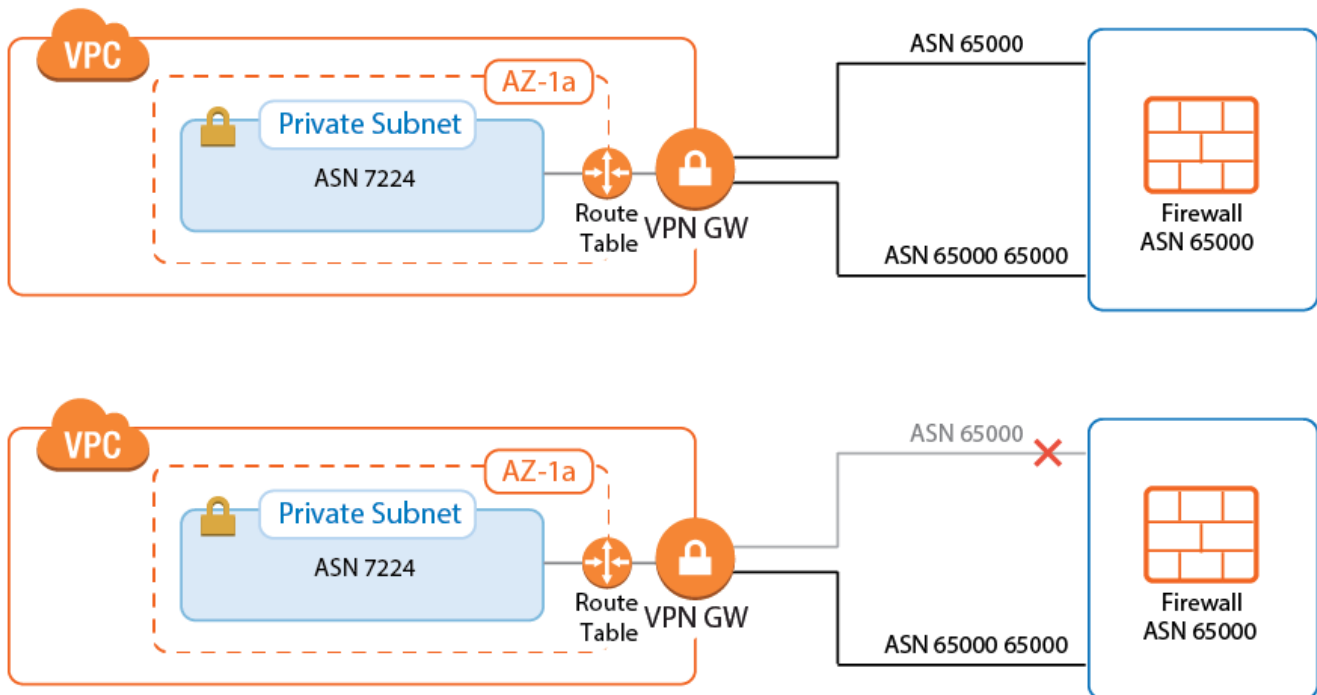 VPC
AZ-1a
Private Subnet
ASN 7224
Route
Table
VPN GW
ASN 65000
ASN 65000 65000
Firewall
ASN 65000
VPC
AZ-1a
Private Subnet
ASN 7224
Route
Table
VPN GW
ASN 65000
ASN 65000 65000
Firewall
ASN 65000